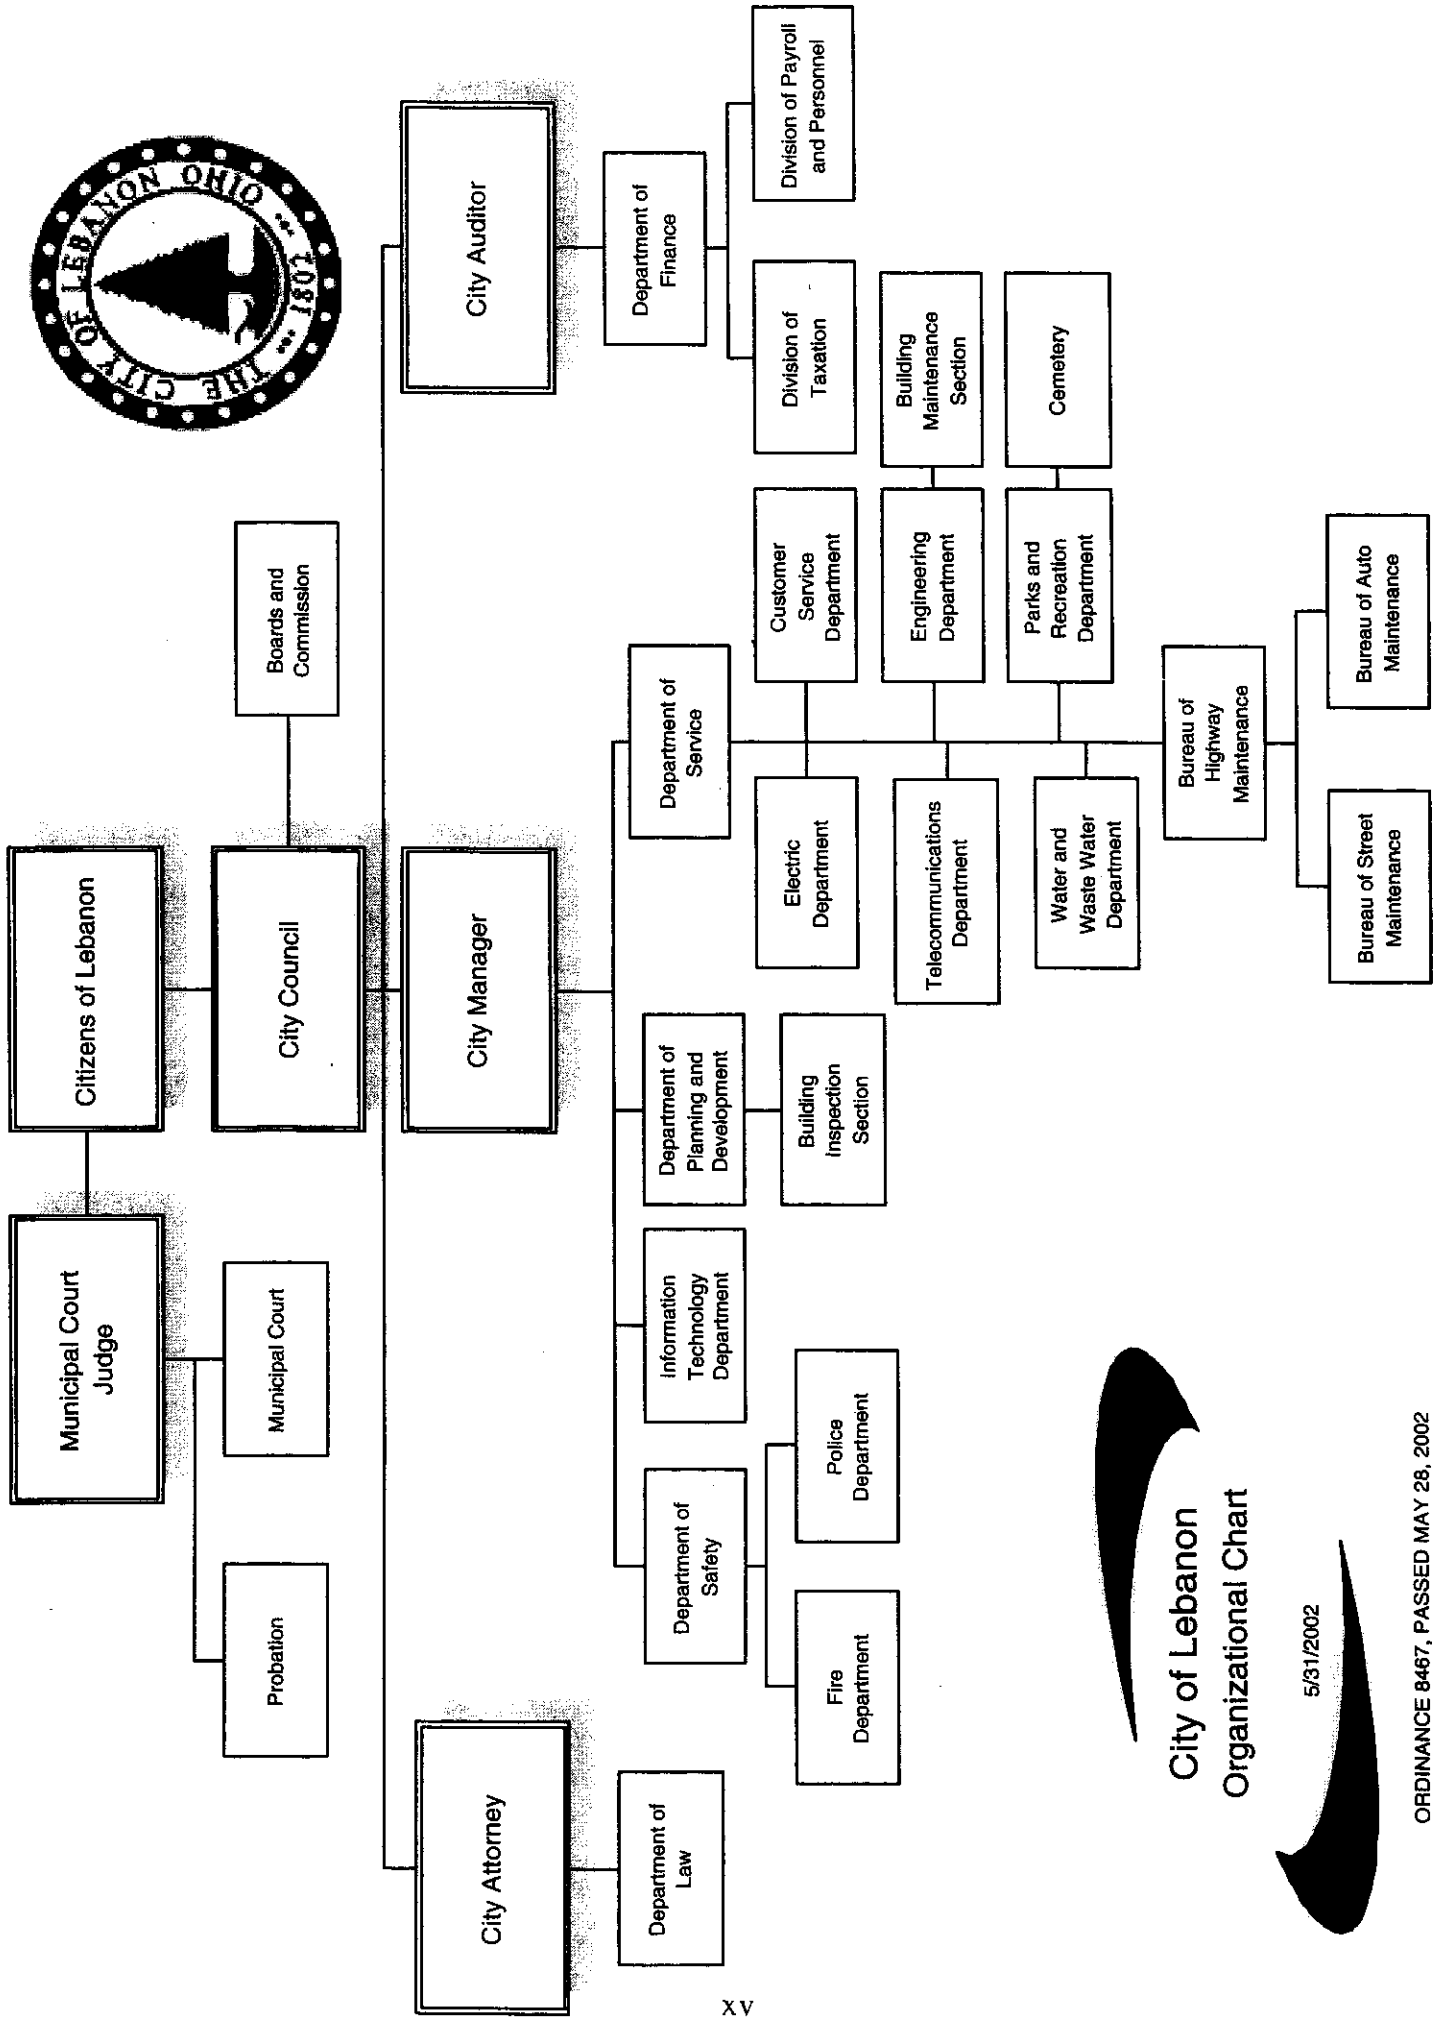 THE CITY OF LEBANON OHIO
1802
Citizens of Lebanon
Municipal Court
Judge
Municipal Court
Probation
City Council
Boards and
Commission
City Attorney
Department of
Law
City Manager
City Auditor
Department of
Finance
Division of
Taxation
Division of Payroll
and Personnel
Department of
Safety
Fire
Department
Police
Department
Information
Technology
Department
Department of
Planning and
Development
Building
Inspection
Section
Department of
Service
Electric
Department
Customer
Service
Department
Telecommunications
Department
Engineering
Department
Building
Maintenance
Section
Water and
Waste Water
Department
Parks and
Recreation
Department
Cemetery
Bureau of
Highway
Maintenance
Bureau of Street
Maintenance
Bureau of Auto
Maintenance
City of Lebanon
Organizational Chart
5/31/2002
ORDINANCE 8467, PASSED MAY 28, 2002
xv